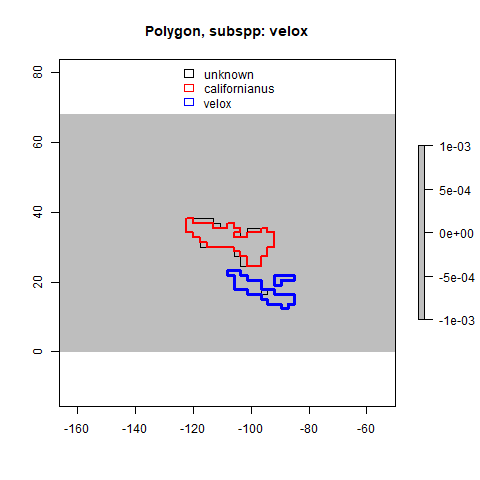 Polygon, subspp: velox
unknown
californianus
velox
80
60
40
20
0
1e-03
5e-04
0e+00
-5e-04
-1e-03
-160
-140
-120
-100
-80
-60